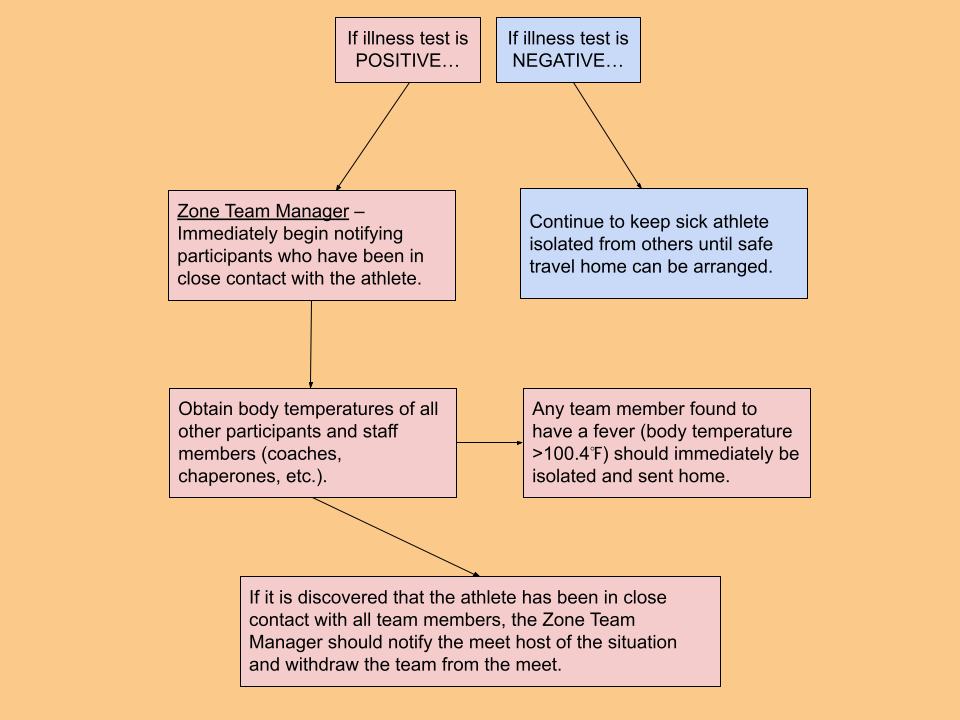 If illness test is
POSITIVE…
If illness test is
NEGATIVE…
Zone Team Manager –
Immediately begin notifying
participants who have been in
close contact with the athlete.
Continue to keep sick athlete
isolated from others until safe
travel home can be arranged.
Obtain body temperatures of all
other participants and staff
members (coaches,
chaperones, etc.).
Any team member found to
have a fever (body temperature
>100.4℉) should immediately be
isolated and sent home.
If it is discovered that the athlete has been in close
contact with all team members, the Zone Team
Manager should notify the meet host of the situation
and withdraw the team from the meet.